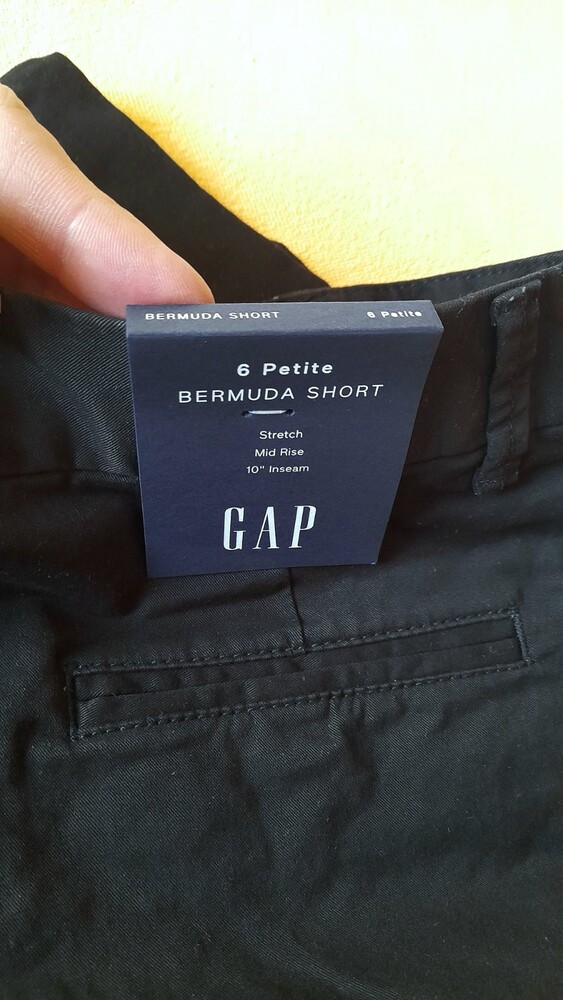 BERMUDA SHORT 6 Petite
6 Petite
BERMUDA SHORT
Stretch
Mid Rise
10" Inseam
GAP